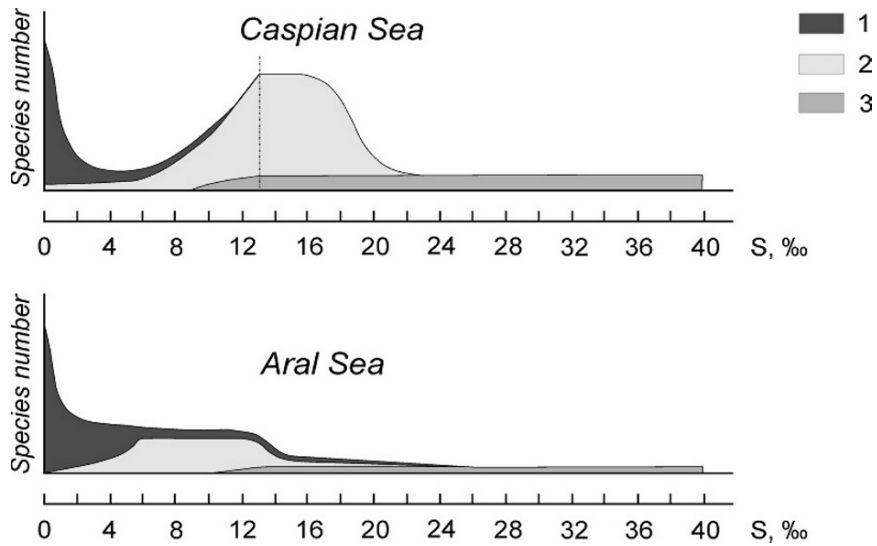 Caspian Sea
Species number
1
2
3
0 4 8 12 16 20 24 28 32 36 40 S, ‰
Aral Sea
Species number
0 4 8 12 16 20 24 28 32 36 40 S, ‰